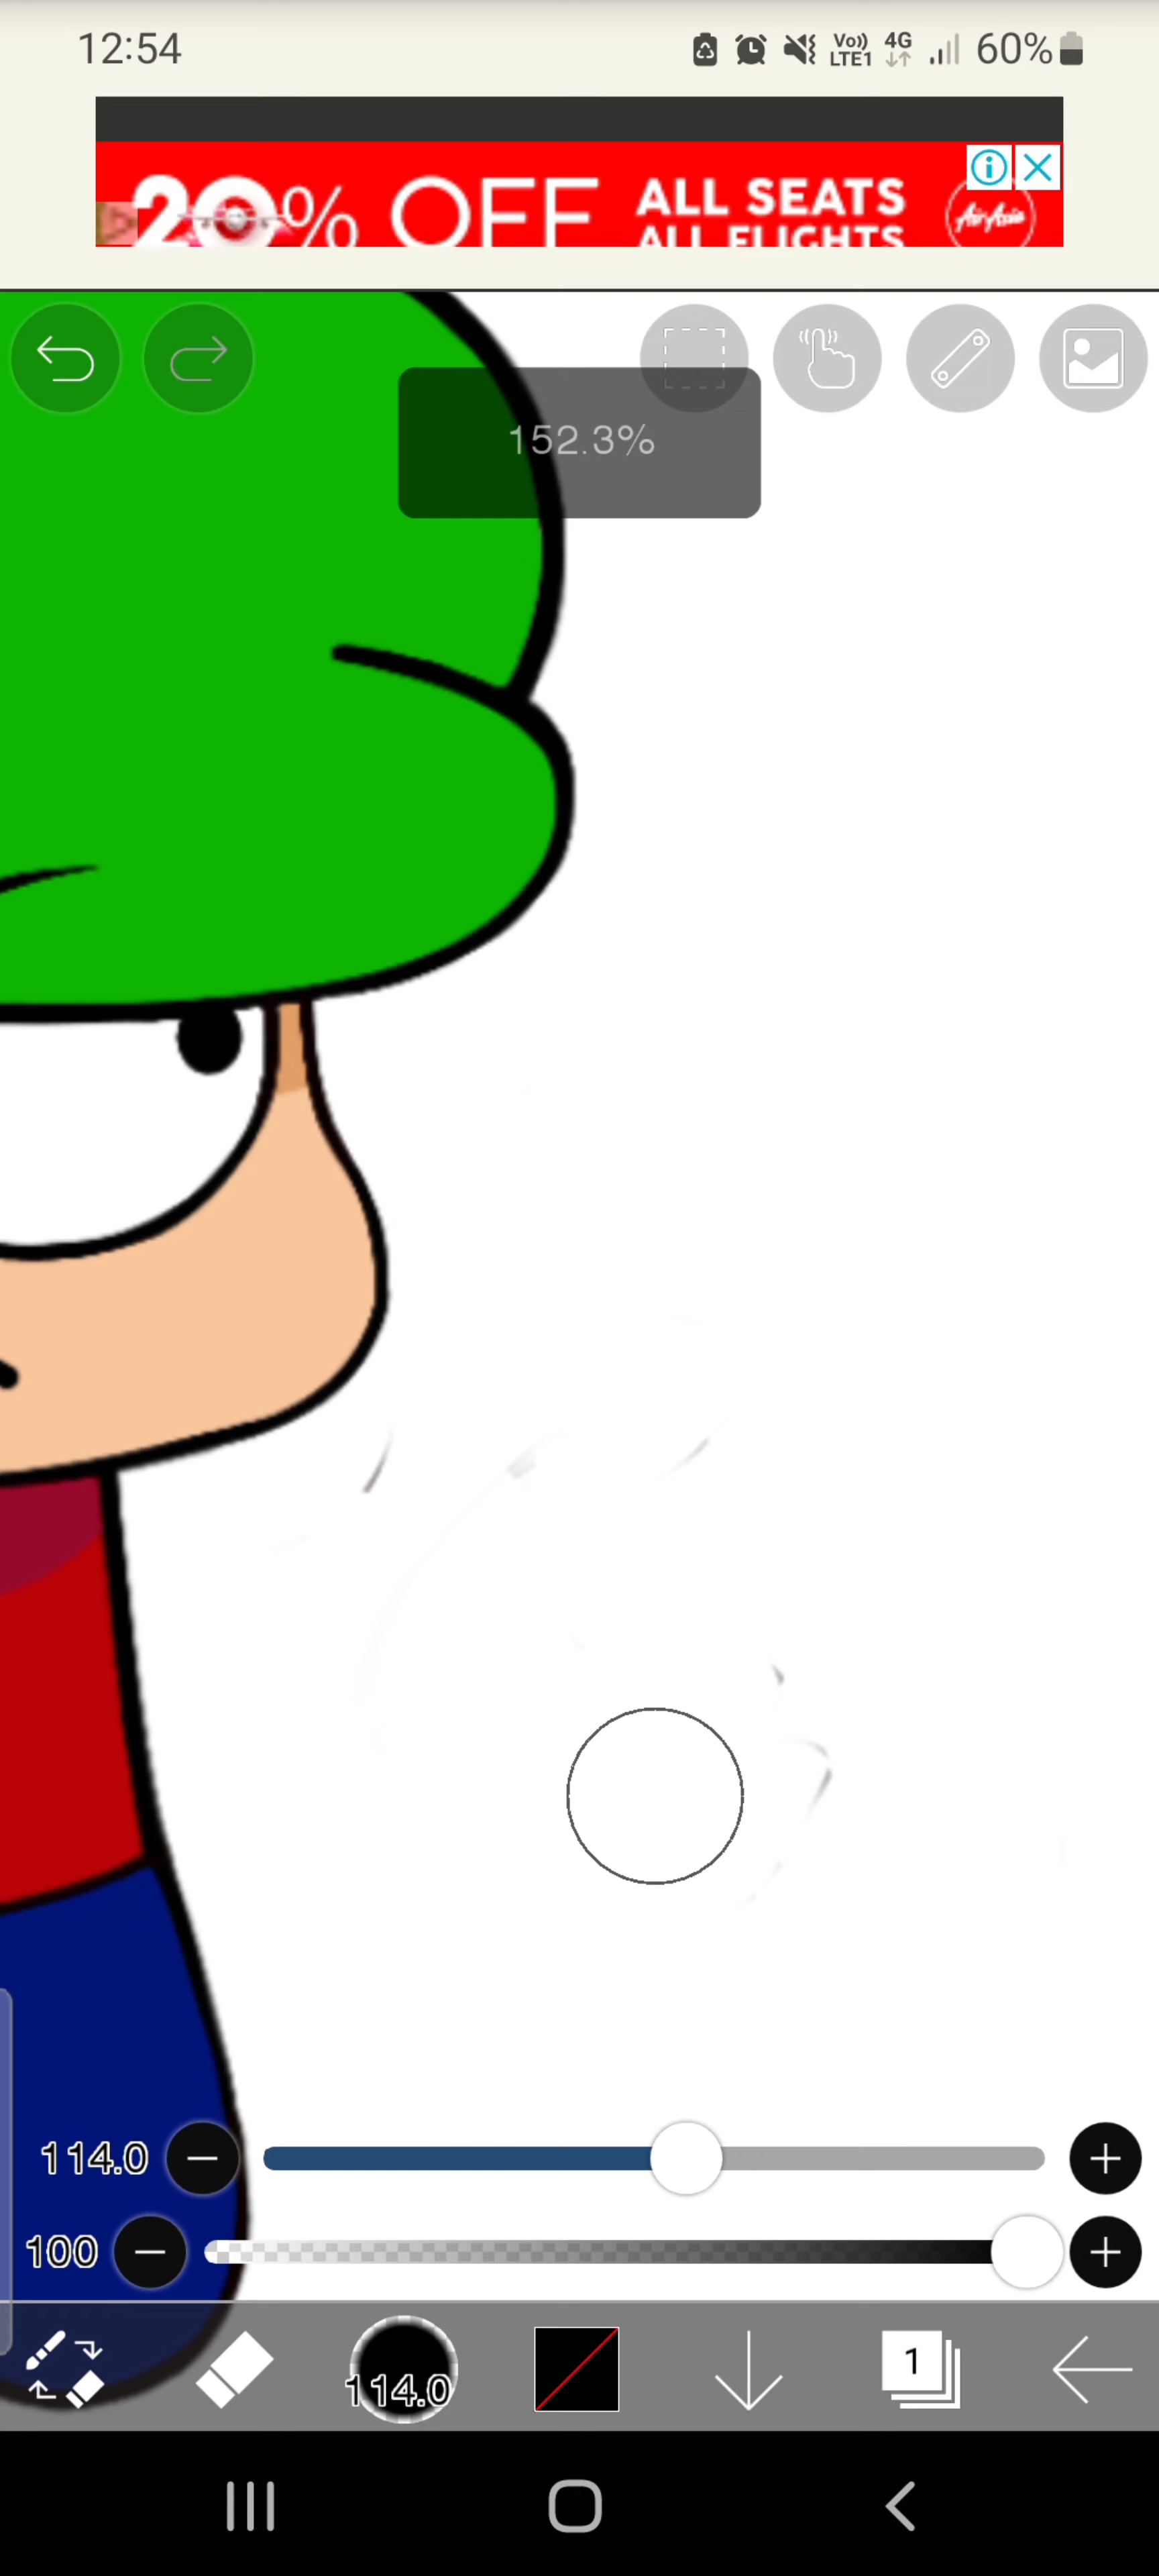 12:54
Vo)) LTE1 4G 60%
20% OFF ALL SEATS
ALL FLIGHTS
AirAsia
152.3%
114.0
100
114.0
1